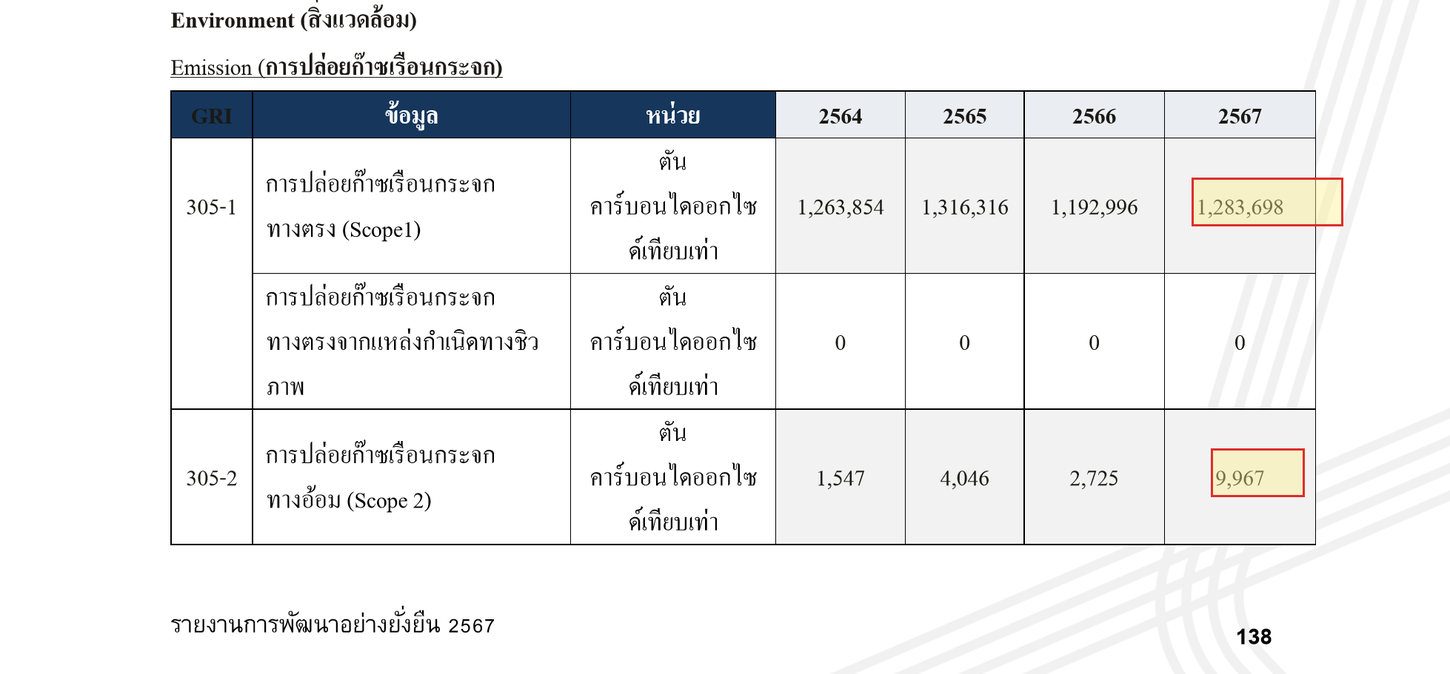 Environment (สิ่งแวดล้อม)
Emission (การปล่อยก๊าซเรือนกระจก)
GRI ข้อมูล หน่วย 2564 2565 2566 2567
305-1 การปล่อยก๊าซเรือนกระจก
ทางตรง (Scope1) ตัน
คาร์บอนไดออกไซ
ด์เทียบเท่า 1,263,854 1,316,316 1,192,996 1,283,698
การปล่อยก๊าซเรือนกระจก
ทางตรงจากแหล่งกำเนิดทางชีว
ภาพ ตัน
คาร์บอนไดออกไซ
ด์เทียบเท่า 0 0 0 0
305-2 การปล่อยก๊าซเรือนกระจก
ทางอ้อม (Scope 2) ตัน
คาร์บอนไดออกไซ
ด์เทียบเท่า 1,547 4,046 2,725 9,967
รายงานการพัฒนาอย่างยั่งยืน 2567
138